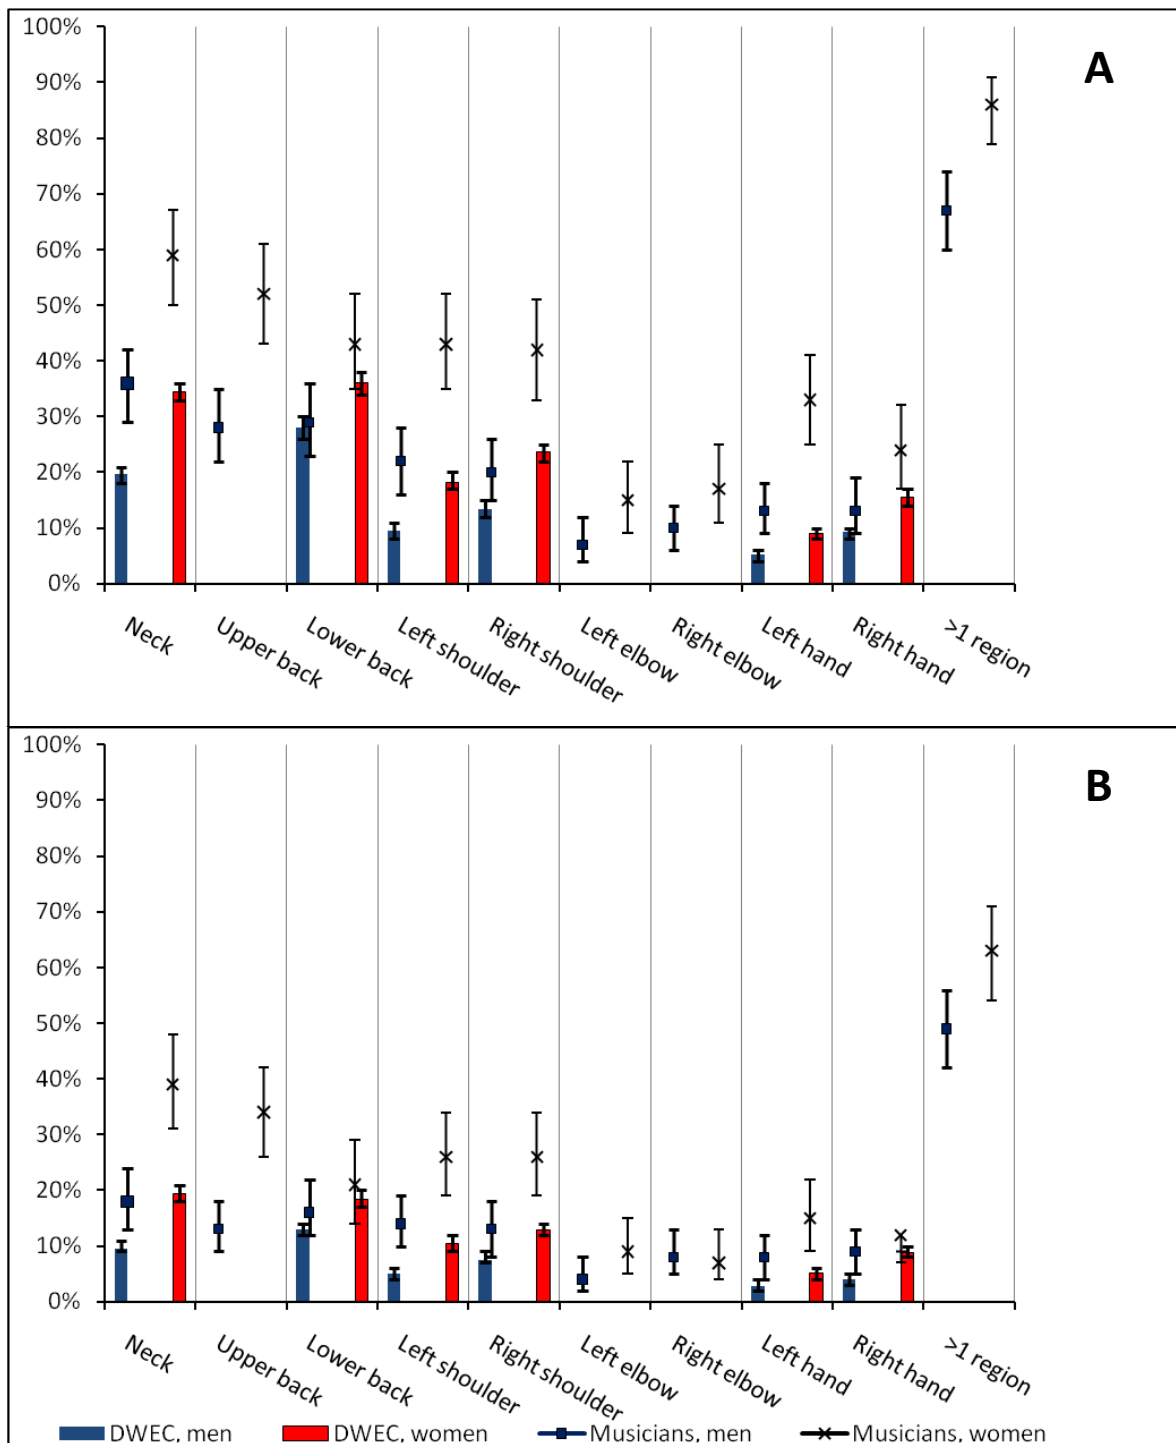 100%
90%
80%
70%
60%
50%
40%
30%
20%
10%
0%
A
Neck
Upper back
Lower back
Left shoulder
Right shoulder
Left elbow
Right elbow
Left hand
Right hand
>1 region
100%
90%
80%
70%
60%
50%
40%
30%
20%
10%
0%
B
Neck
Upper back
Lower back
Left shoulder
Right shoulder
Left elbow
Right elbow
Left hand
Right hand
>1 region
DWEC, men DWEC, women Musicians, men Musicians, women